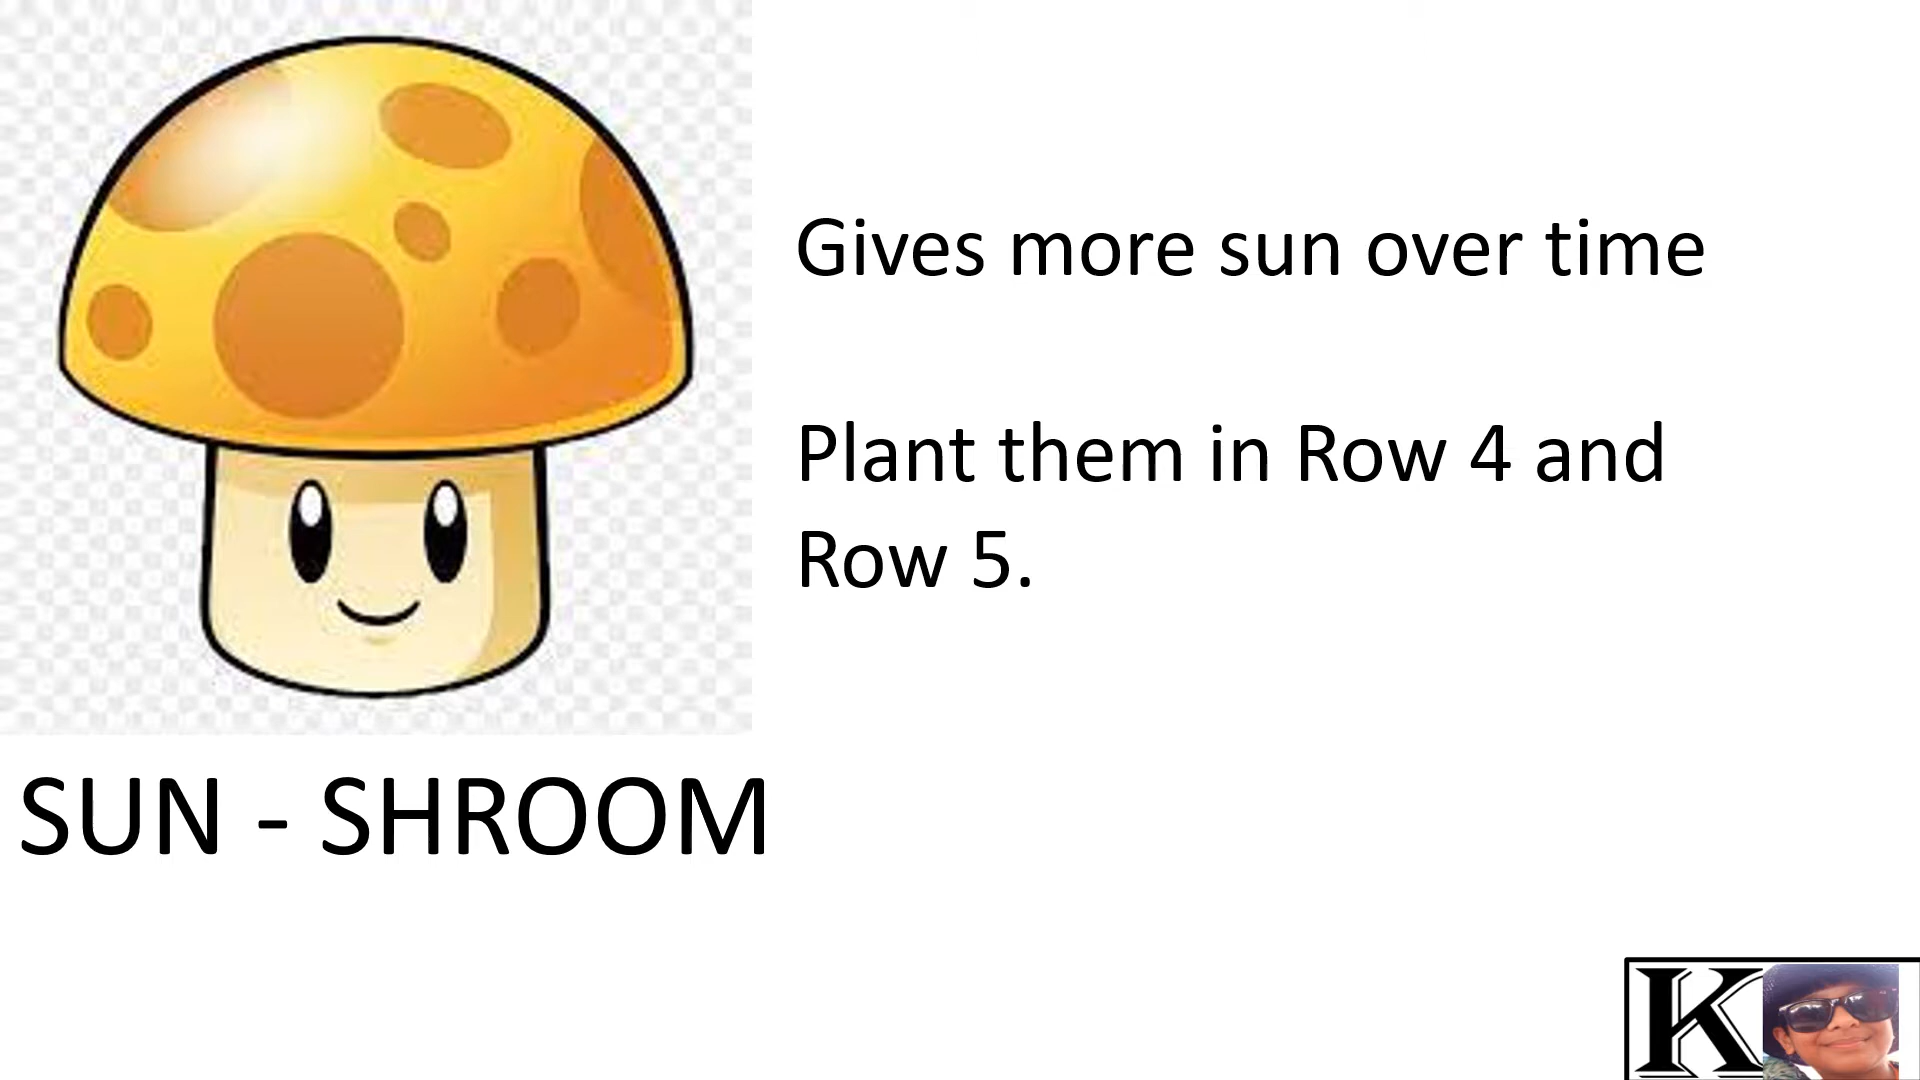 Gives more sun over time
Plant them in Row 4 and
Row 5.
SUN - SHROOM
K